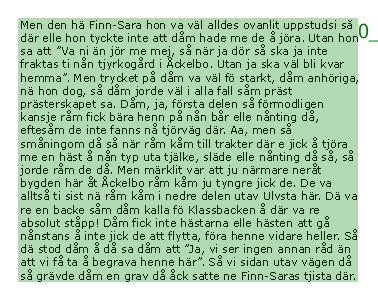 Men den hä Finn-Sara hon va väl alldes ovanlit uppstudsi så
där elle hon tyckte inte att dåm hade me de å jöra. Utan hon
sa att ”Va ni än jör me mej, så när ja dör så ska ja inte
fraktas ti nån tjyrkogård i Äckelbo. Utan ja ska väl bli kvar
hemma”. Men trycket på dåm va väl fö starkt, dåm anhöriga,
nä hon dog, så dåm jorde väl i alla fall såm präst
prästerskapet sa. Dåm, ja, första delen så förmodligen
kansje råm fick bära henn på nån bår elle nånting då,
eftesåm de inte fanns nå tjörväg där. Aa, men så
småningom då så när råm kåm till trakter där e jick å tjöra
me en häst å nån typ uta tjälke, släde elle nånting då så, så
jorde råm de då. Men märklit var att ju närmare neråt
bygden här åt Äckelbo råm kåm ju tyngre jick de. De va
alltså ti sist nä råm kåm i nedre delen utav Ulvsta här. Dä va
re en backe såm dåm kalla fö Klassbacken å där va re
absolut ståpp! Dåm fick inte hästarna elle hästen att gå
nånstans å inte jick de att flytta, föra henne vidare heller. Så
dä stod dåm å då sa dåm att ”Ja, vi ser ingen annan råd än
att vi få ta å begrava henne här”. Så vi sidan utav vägen då
så grävde dåm en grav då åck satte ne Finn-Saras tjista där.
0_